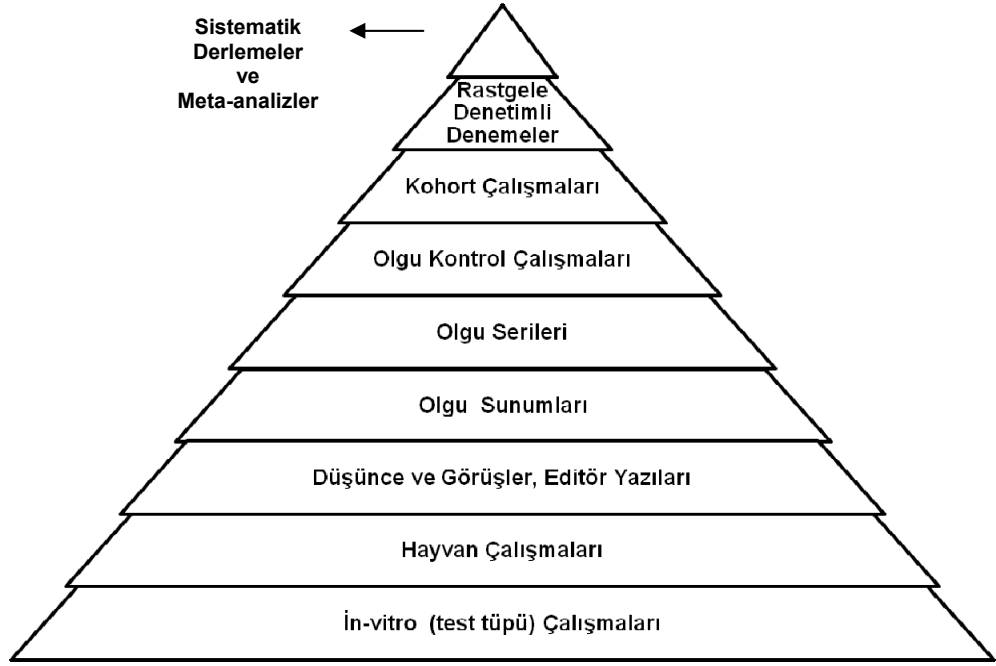 Sistematik
Derlemeler
ve
Meta-analizler
Rastgele
Denetimli
Denemeler
Kohort Çalışmaları
Olgu Kontrol Çalışmaları
Olgu Serileri
Olgu Sunumları
Düşünce ve Görüşler, Editör Yazıları
Hayvan Çalışmaları
İn-vitro (test tüpü) Çalışmaları